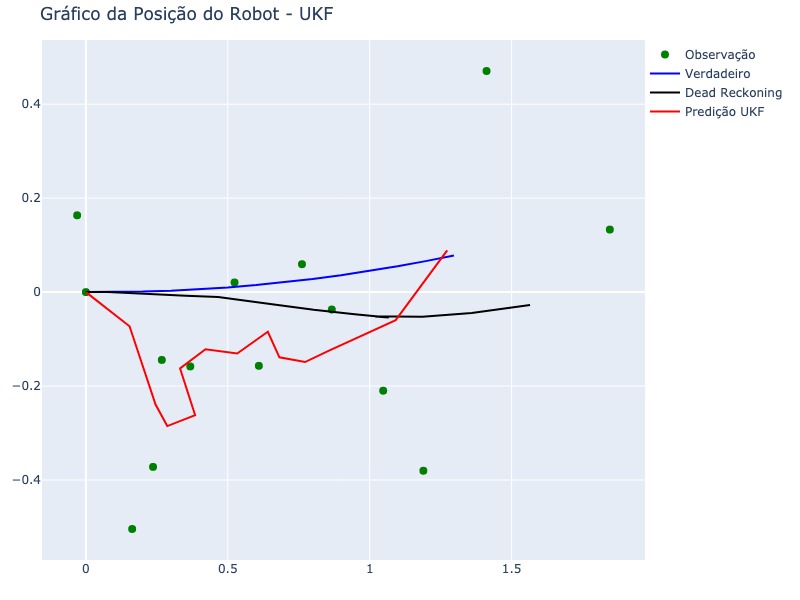 Gráfico da Posição do Robot - UKF
Observação
Verdadeiro
Dead Reckoning
Predição UKF
0.4
0.2
0
−0.2
−0.4
0
0.5
1
1.5